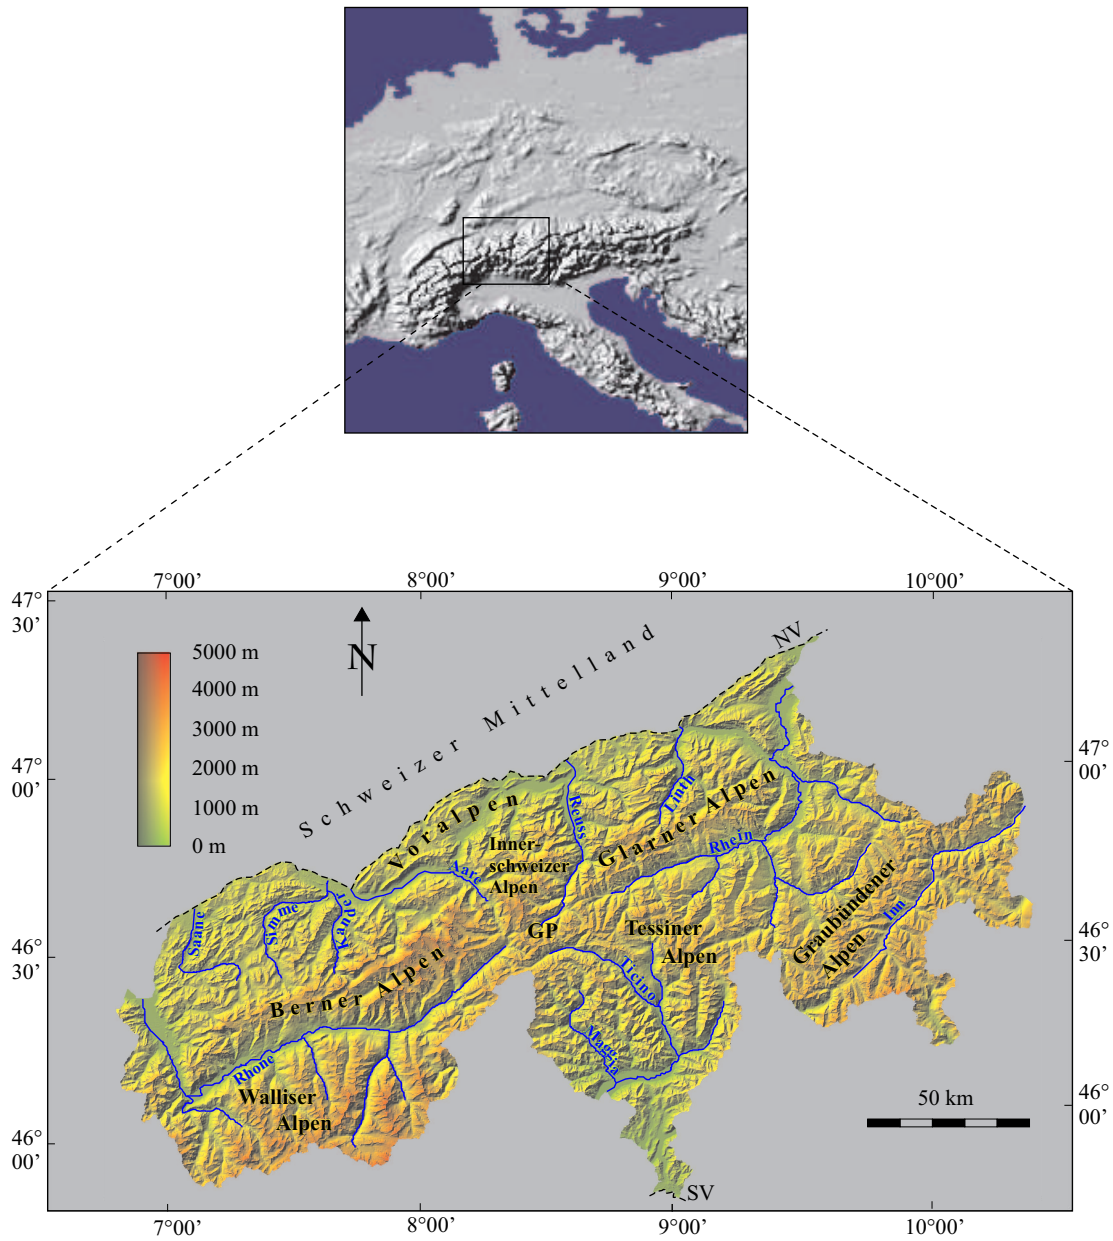 7°00’
8°00’
9°00’
10°00’
47°
30’
47°
00’
46°
30’
46°
00’
47°
00’
46°
30’
46°
00’
5000 m
4000 m
3000 m
2000 m
1000 m
0 m
N
Schweizer Mittelland
NV
Voralpen
Reuss
Linth
Glarner Alpen
Inner-
schweizer
Alpen
Rhein
Aare
Saane
Simme
Kander
GP
Tessiner
Alpen
Graubündener
Alpen
Inn
Berner Alpen
Ticino
Maggia
Rhone
Walliser
Alpen
50 km
SV
7°00’
8°00’
9°00’
10°00’